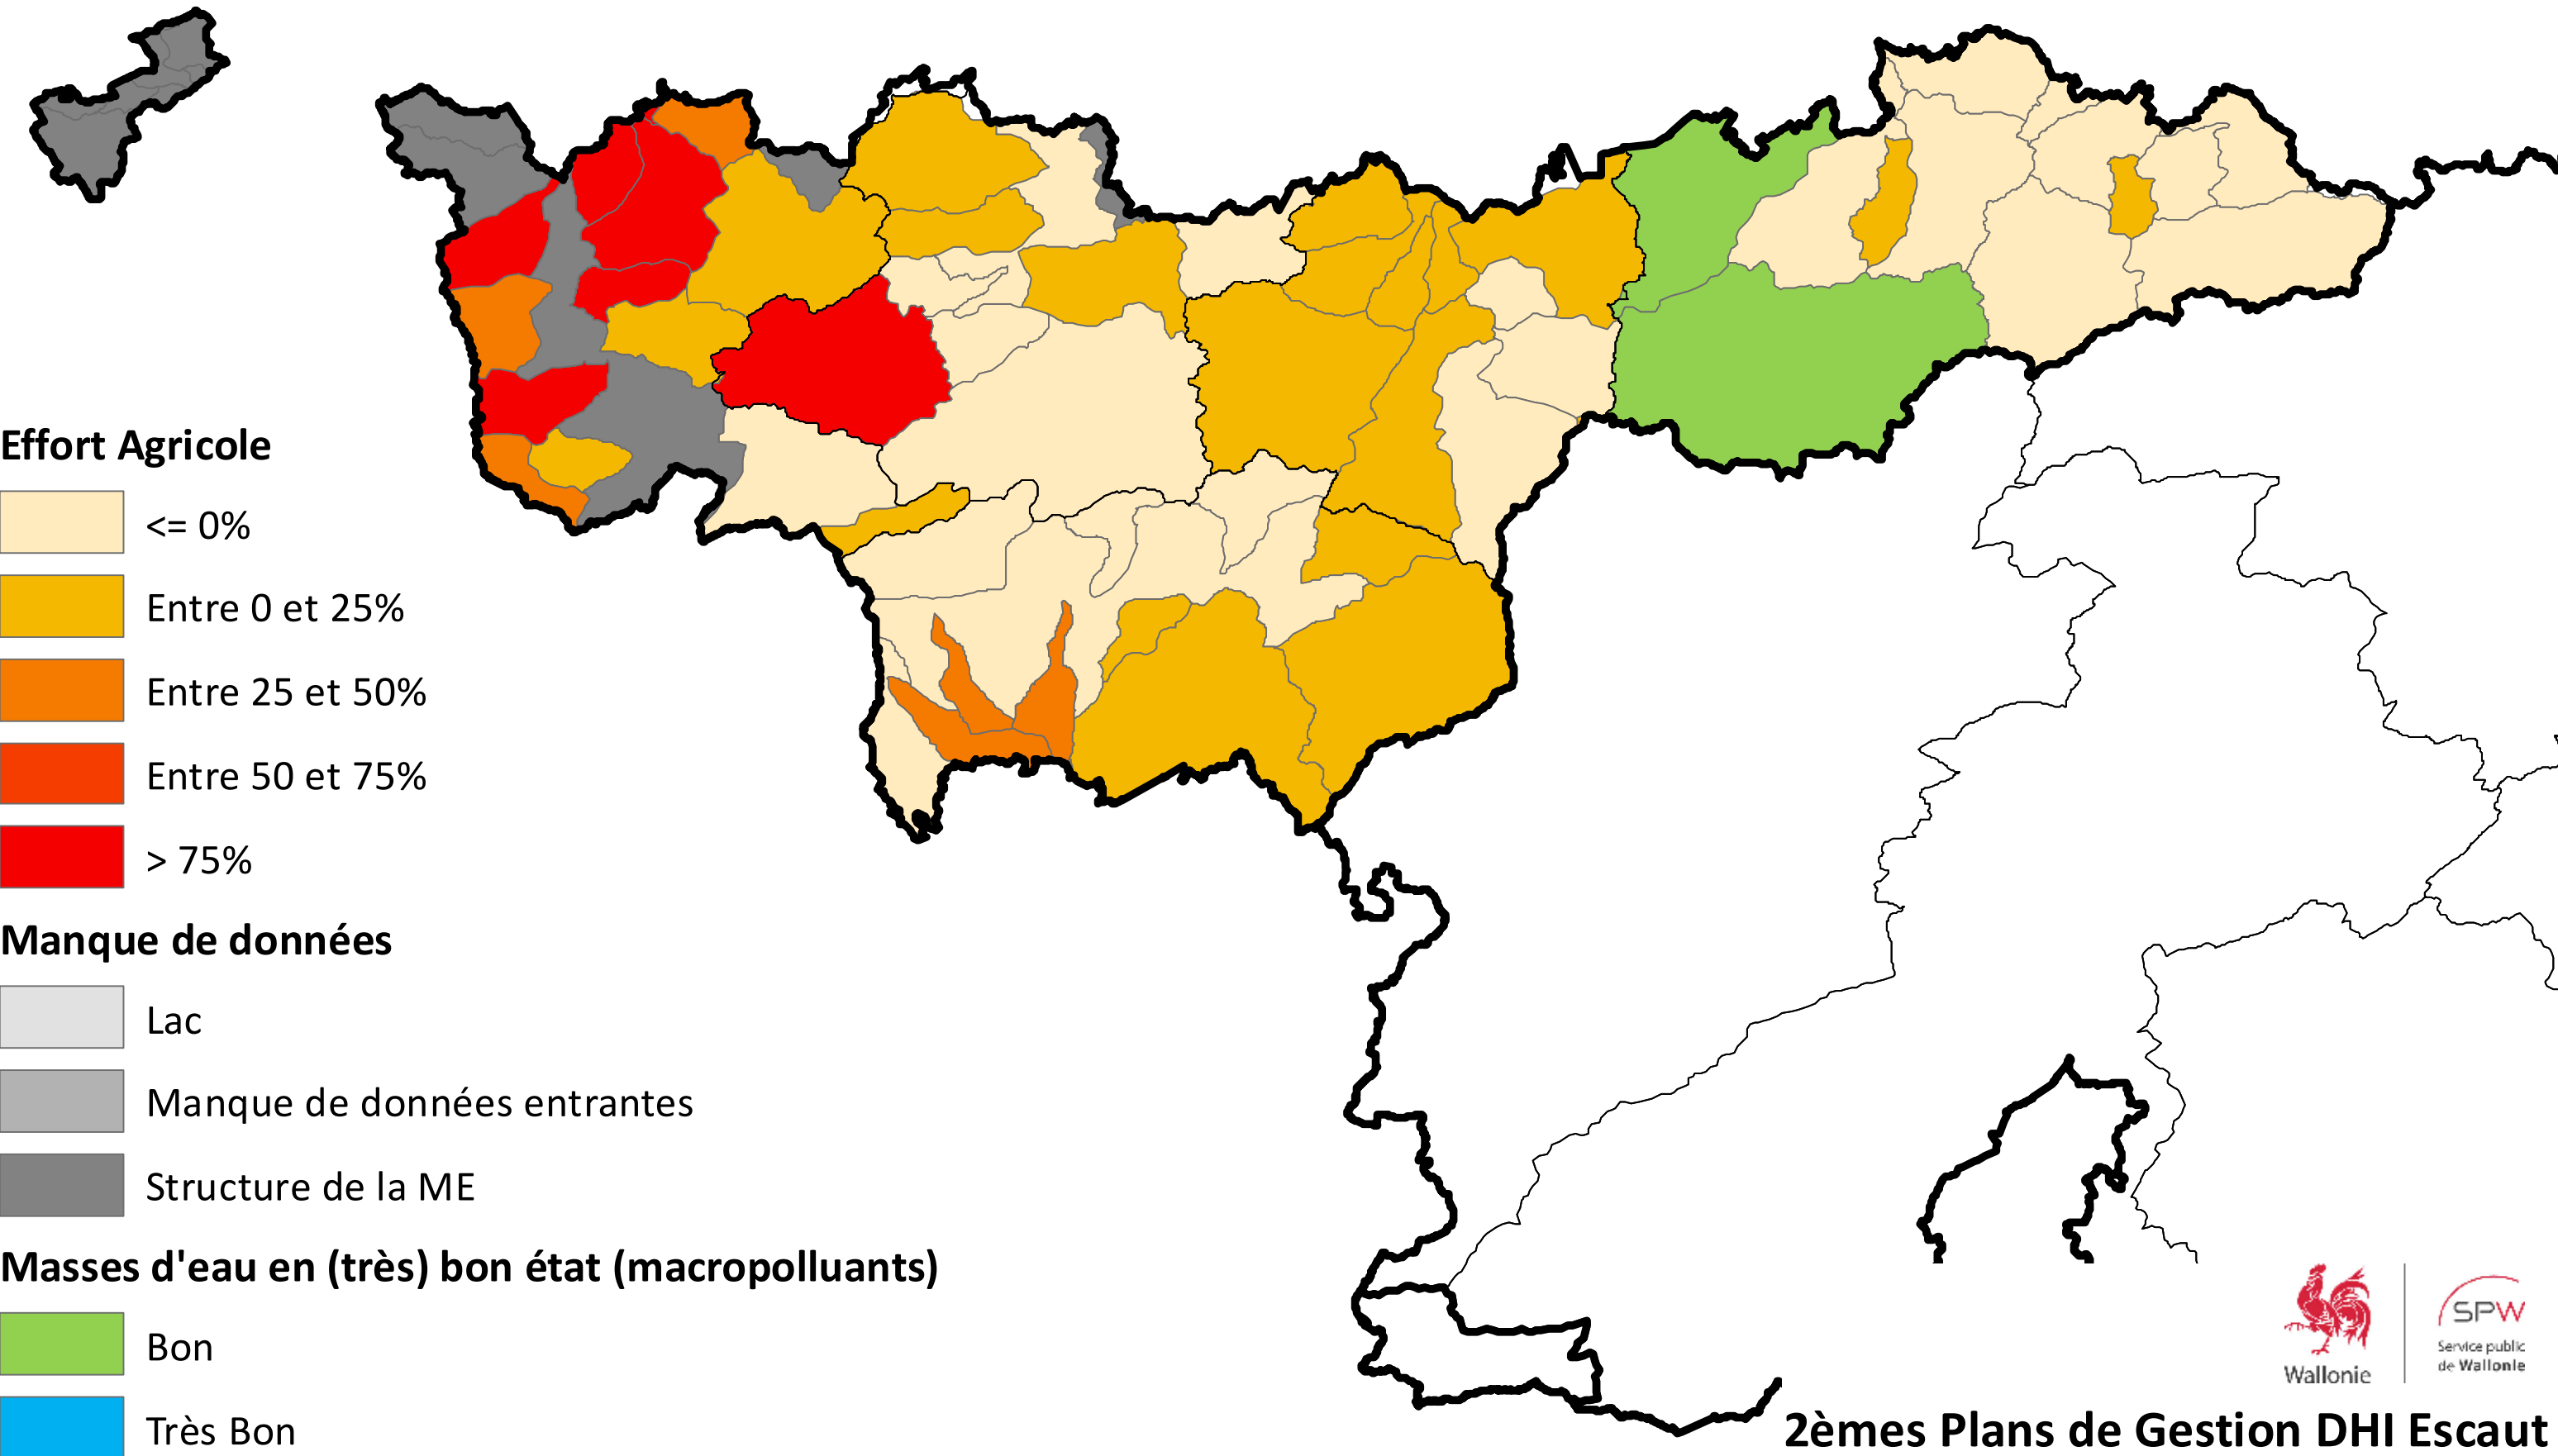 Effort Agricole
<= 0%
Entre 0 et 25%
Entre 25 et 50%
Entre 50 et 75%
> 75%
Manque de données
Lac
Manque de données entrantes
Structure de la ME
Masses d'eau en (très) bon état (macropolluants)
Bon
Très Bon
Wallonie
SPW
Service public
de Wallonie
2èmes Plans de Gestion DHI Escaut